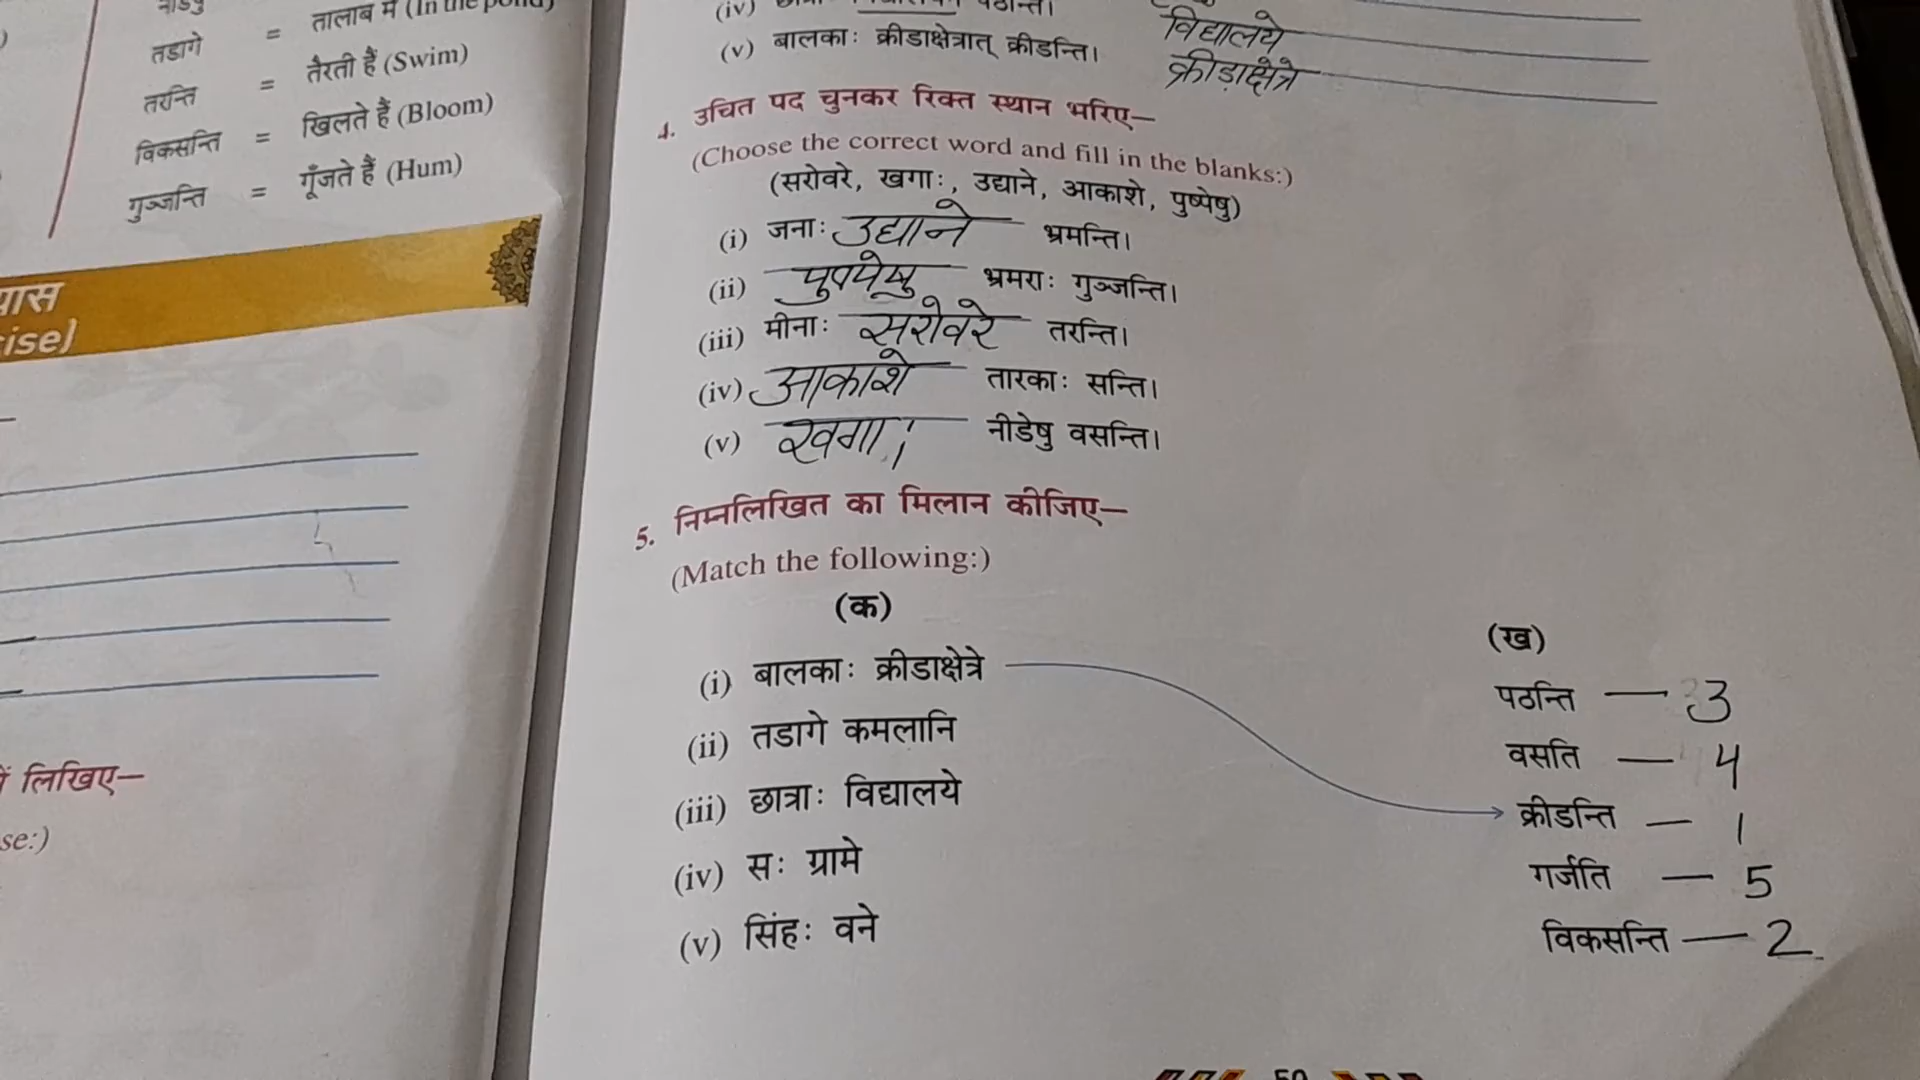 तडागे = तालाब में (In the pond)
तरन्ति = तैरती हैं (Swim)
विकसन्ति = खिलते हैं (Bloom)
गुञ्जन्ति = गूँजते हैं (Hum)
में लिखिए—
(v) बालकाः क्रीडाक्षेत्रात् क्रीडन्ति।
विद्यालये
क्रीडाक्षेत्रे
4. उचित पद चुनकर रिक्त स्थान भरिए—
(Choose the correct word and fill in the blanks:)
(सरोवरे, खगाः, उद्याने, आकाशे, पुष्पेषु)
(i) जनाः उद्याने भ्रमन्ति।
(ii) पुष्पेषु भ्रमराः गुञ्जन्ति।
(iii) मीनाः सरोवरे तरन्ति।
(iv) आकाशे तारकाः सन्ति।
(v) खगाः नीडेषु वसन्ति।
5. निम्नलिखित का मिलान कीजिए—
(Match the following:)
(क) (ख)
(i) बालकाः क्रीडाक्षेत्रे पठन्ति — 3
(ii) तडागे कमलानि वसति — 4
(iii) छात्राः विद्यालये क्रीडन्ति — 1
(iv) सः ग्रामे गर्जति — 5
(v) सिंहः वने विकसन्ति — 2